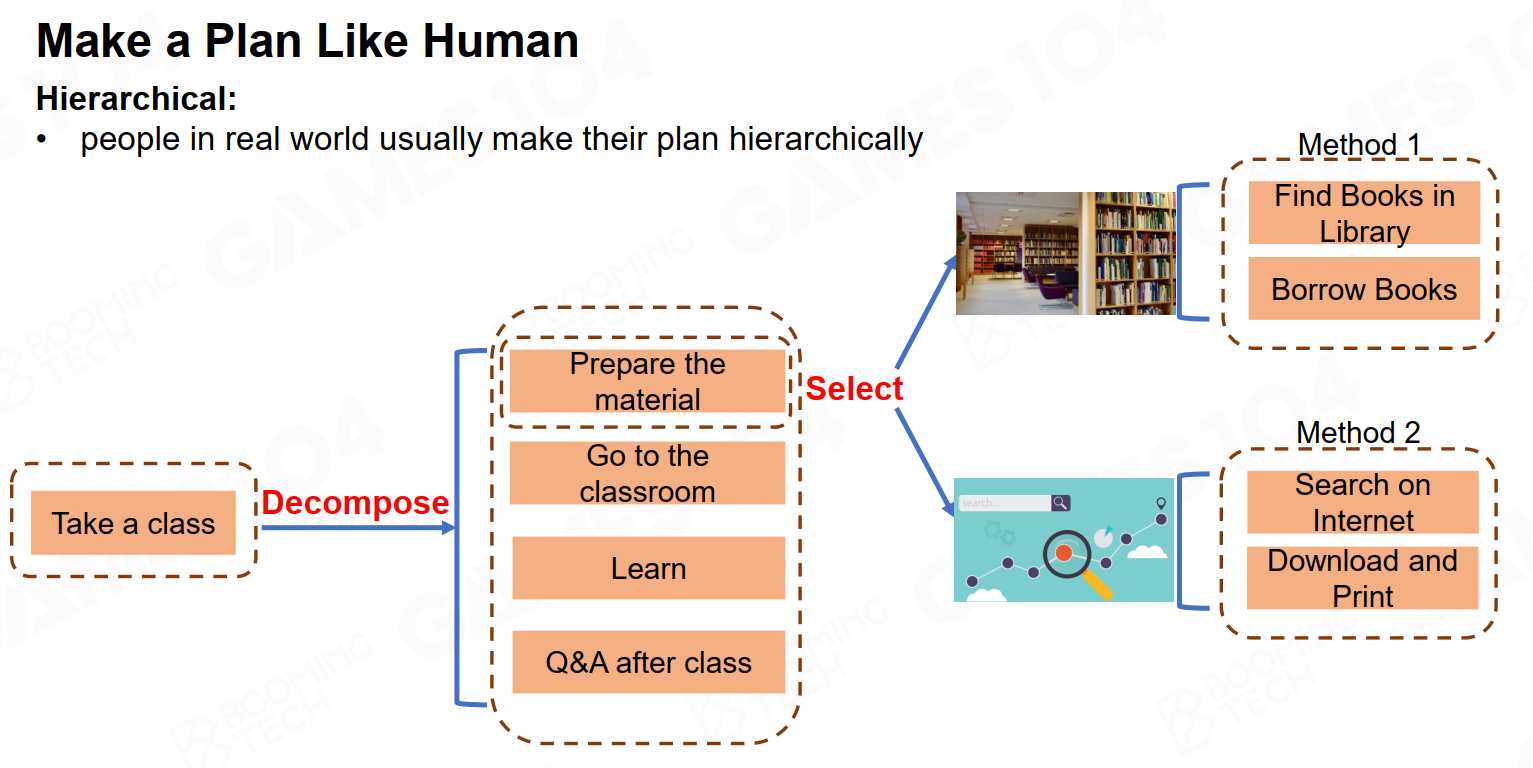 Make a Plan Like Human
Hierarchical:
• people in real world usually make their plan hierarchically
Method 1
Find Books in
Library
Borrow Books
Prepare the
material
Select
Go to the
classroom
Method 2
Take a class
Decompose
search...
Search on
Internet
Learn
Download and
Print
Q&A after class
GAMES 104
BOOMING
TECH